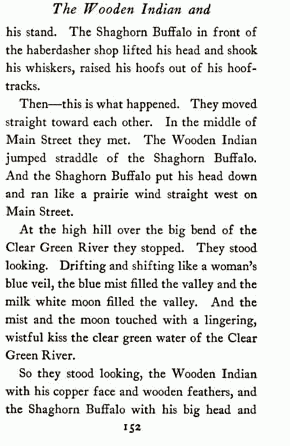 The Wooden Indian and
his stand. The Shaghorn Buffalo in front of
the haberdasher shop lifted his head and shook
his whiskers, raised his hoofs out of his hoof-
tracks.
Then—this is what happened. They moved
straight toward each other. In the middle of
Main Street they met. The Wooden Indian
jumped straddle of the Shaghorn Buffalo.
And the Shaghorn Buffalo put his head down
and ran like a prairie wind straight west on
Main Street.
At the high hill over the big bend of the
Clear Green River they stopped. They stood
looking. Drifting and shifting like a woman's
blue veil, the blue mist filled the valley and the
milk white moon filled the valley. And the
mist and the moon touched with a lingering,
wistful kiss the clear green water of the Clear
Green River.
So they stood looking, the Wooden Indian
with his copper face and wooden feathers, and
the Shaghorn Buffalo with his big head and
152